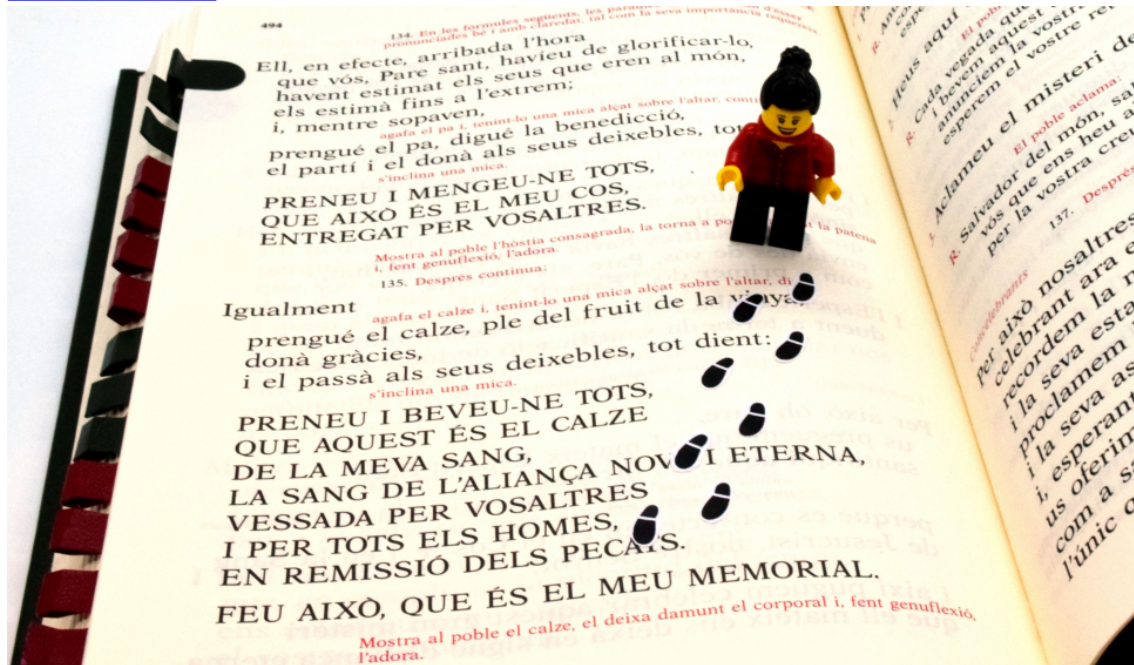 494
134. En les fórmules següents, les paraules d'esser
pronunciades bé i amb claredat, tal com la seva importància requereix
Ell, en efecte, arribada l'hora
que vós, Pare sant, havíeu de glorificar-lo,
havent estimat els seus que eren al món,
els estimà fins a l'extrem;
i, mentre sopaven,
agafa el pa i, tenint-lo una mica alçat sobre l'altar,
prengué el pa, digué la benedicció,
el partí i el donà als seus deixebles, tot
s'inclina una mica.
PRENEU I MENGEU-NE TOTS,
QUE AIXÒ ÉS EL MEU COS,
ENTREGAT PER VOSALTRES.
Mostra al poble l'hòstia consagrada, la torna a la patena
i, fent genuflexió, l'adora.
135. Després continua:
Igualment
agafa el calze i, tenint-lo una mica alçat sobre l'altar, di
prengué el calze, ple del fruit de la vinya,
donà gràcies,
i el passà als seus deixebles, tot dient:
s'inclina una mica.
PRENEU I BEVEU-NE TOTS,
QUE AQUEST ÉS EL CALZE
DE LA MEVA SANG,
LA SANG DE L'ALIANÇA NOVA I ETERNA,
VESSADA PER VOSALTRES
I PER TOTS ELS HOMES,
EN REMISSIÓ DELS PECATS.
FEU AIXÒ, QUE ÉS EL MEU MEMORIAL.
Mostra al poble el calze, el deixa damunt el corporal i, fent genuflexió,
l'adora.
Heus aquí
El poble
R. Cada vegada que
i bevem aquest
anunciem la vostra
esperem el vostre
Aclameu el misteri de
El poble aclama:
R. Salvador del món,
vós que ens heu
per la vostra creu
137. Després
Concelebrants
Per això nosaltres
celebrant ara
recordem la
i la seva
proclamem
i la seva
i, esperant
us oferim
com a
l'únic